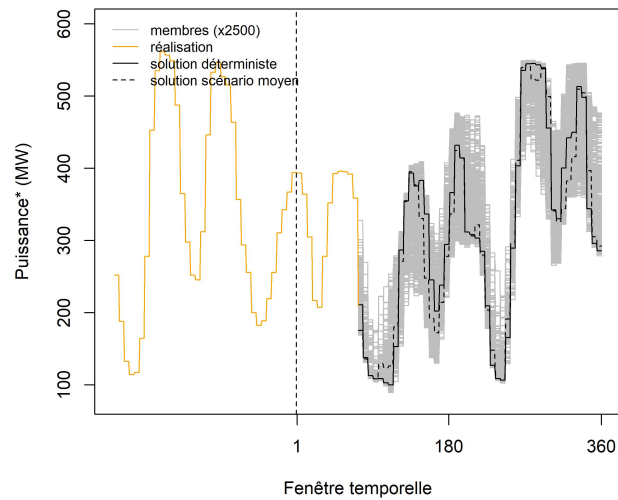 600
500
400
300
200
100
Puissance* (MW)
membres (x2500)
réalisation
solution déterministe
solution scénario moyen
1
180
360
Fenêtre temporelle